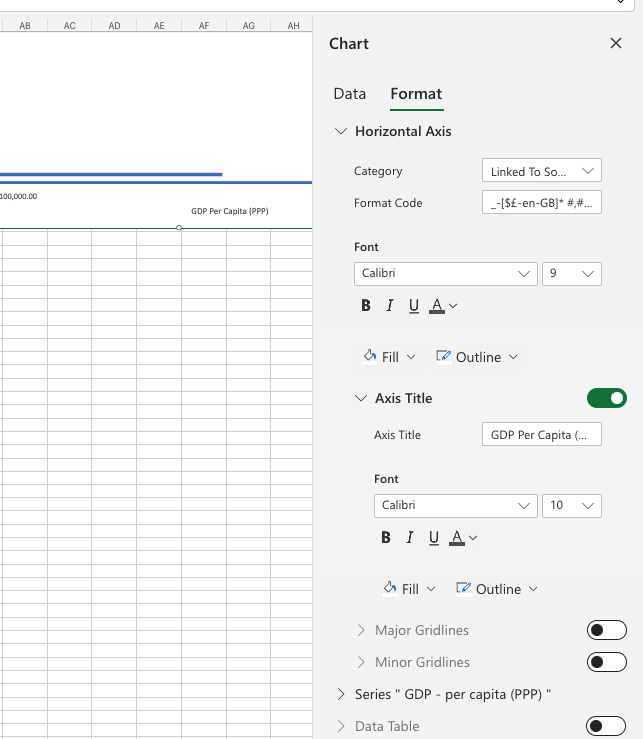 AB AC AD AE AF AG AH
Chart
Data Format
Horizontal Axis
Category Linked To So...
100,000.00
Format Code _-[$£-en-GB]* #,#...
GDP Per Capita (PPP)
Font
Calibri 9
B I U A
Fill Outline
Axis Title
Axis Title GDP Per Capita (...
Font
Calibri 10
B I U A
Fill Outline
Major Gridlines
Minor Gridlines
Series " GDP - per capita (PPP) "
Data Table